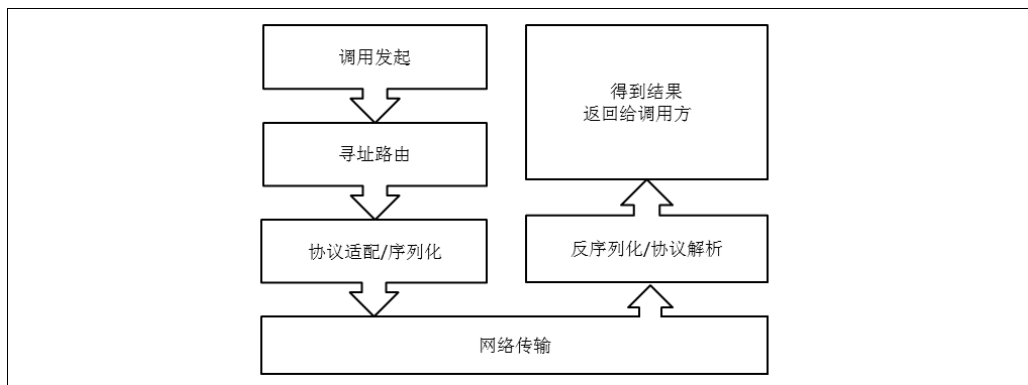 调用发起
寻址路由
协议适配/序列化
网络传输
反序列化/协议解析
得到结果
返回给调用方